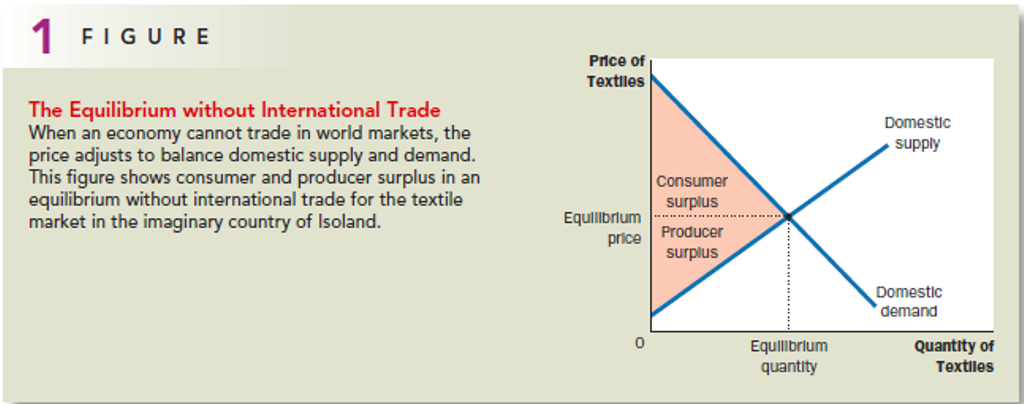 1 FIGURE
The Equilibrium without International Trade
When an economy cannot trade in world markets, the
price adjusts to balance domestic supply and demand.
This figure shows consumer and producer surplus in an
equilibrium without international trade for the textile
market in the imaginary country of Isoland.
Price of
Textiles
Domestic
supply
Consumer
surplus
Equilibrium
price
Producer
surplus
Domestic
demand
0
Equilibrium
quantity
Quantity of
Textiles